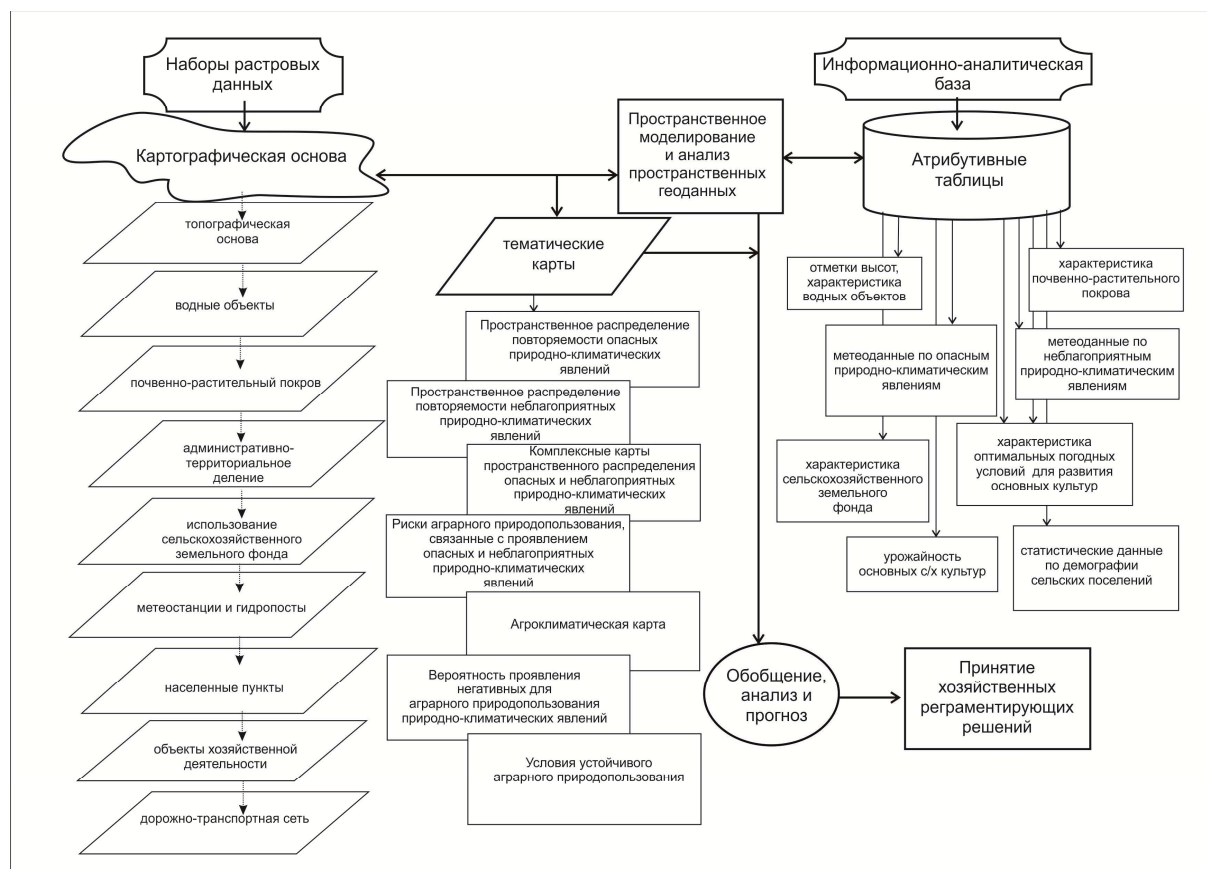 Наборы растровых
данных
Картографическая основа
топографическая
основа
водные объекты
почвенно-растительный покров
административно-
территориальное
деление
использование
сельскохозяйственного
земельного фонда
метеостанции и гидропосты
населенные пункты
объекты хозяйственной
деятельности
дорожно-транспортная сеть
Пространственное
моделирование
и анализ
пространственных
геоданных
тематические
карты
Пространственное распределение
повторяемости опасных
природно-климатических
явлений
Пространственное распределение
повторяемости неблагоприятных
природно-климатических
явлений
Комплексные карты
пространственного распределения
опасных и неблагоприятных
природно-климатических
явлений
Риски аграрного природопользования,
связанные с проявлением
опасных и неблагоприятных
природно-климатических
явлений
Агроклиматическая карта
Вероятность проявления
негативных для
аграрного природопользования
природно-климатических явлений
Условия устойчивого
аграрного природопользования
Информационно-аналитическая
база
Атрибутивные
таблицы
отметки высот,
характеристика
водных объектов
характеристика
почвенно-растительного
покрова
метеоданные по опасным
природно-климатическим
явлениям
метеоданные по
неблагоприятным
природно-климатическим
явлениям
характеристика
сельскохозяйственного
земельного фонда
характеристика
оптимальных погодных
условий для развития
основных культур
урожайность
основных с/х культур
статистические данные
по демографии
сельских поселений
Обобщение,
анализ и
прогноз
Принятие
хозяйственных
реграментирующих
решений